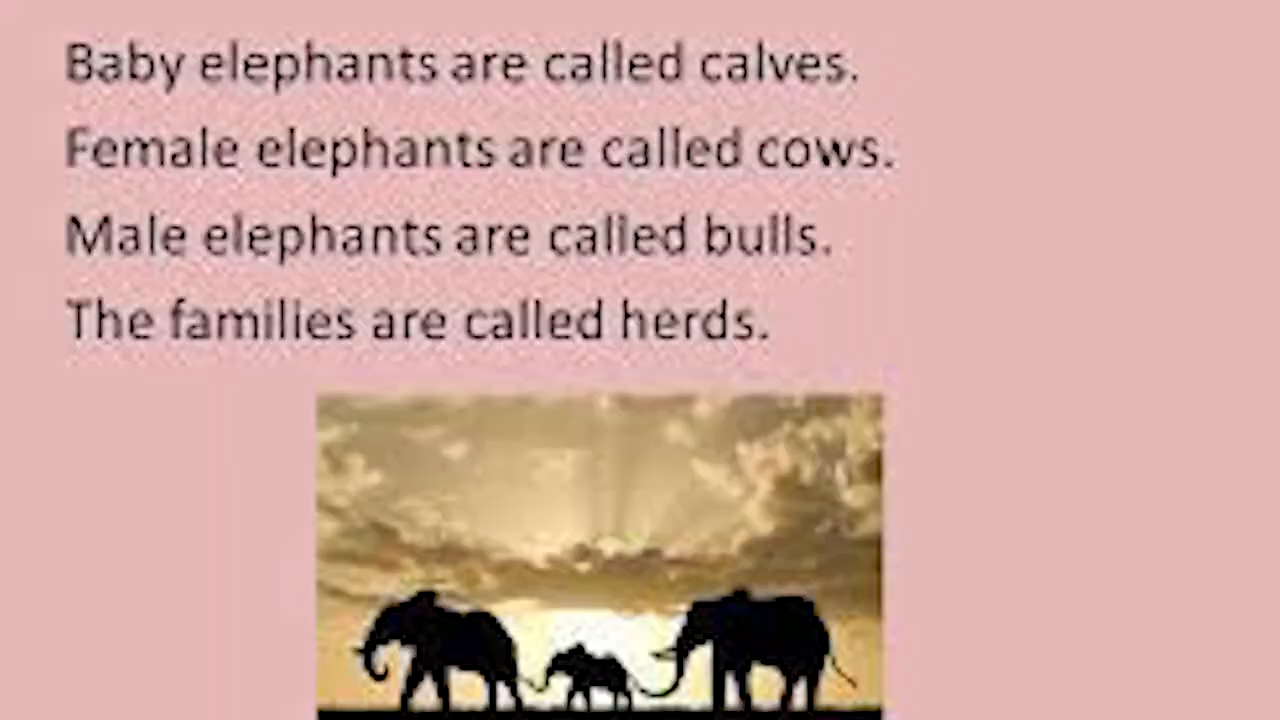 Baby elephants are called calves.
Female elephants are called cows.
Male elephants are called bulls.
The families are called herds.